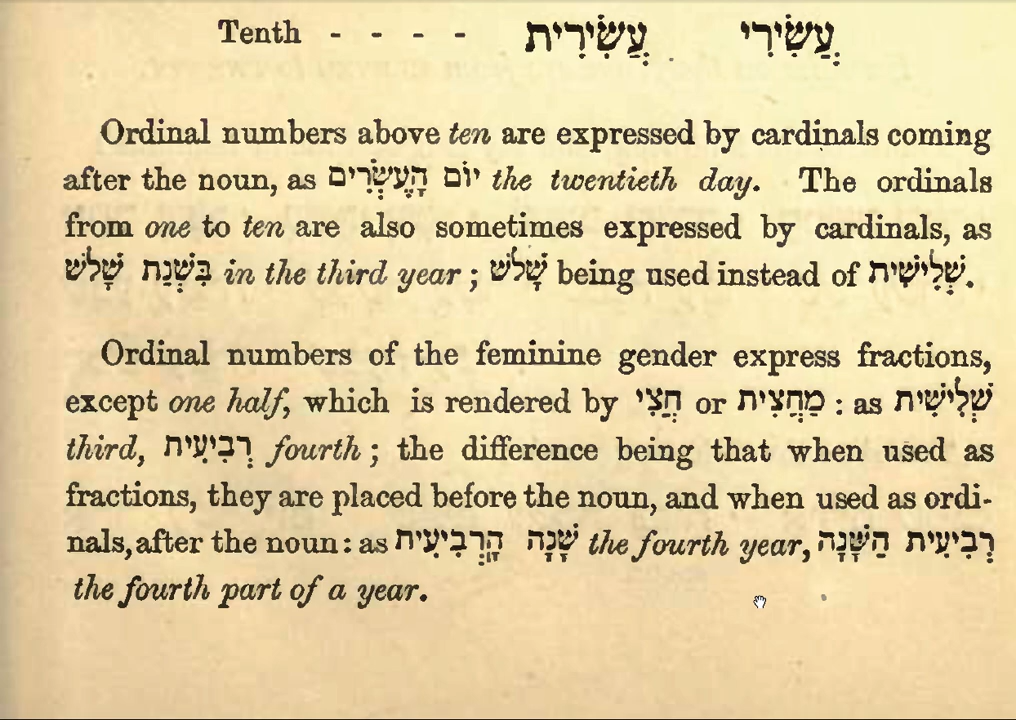 Tenth - - - - עֲשִׂירִית עֲשִׂירִי
Ordinal numbers above ten are expressed by cardinals coming
after the noun, as יוֹם הָעֶשְׂרִים the twentieth day. The ordinals
from one to ten are also sometimes expressed by cardinals, as
בִּשְׁנַת שָׁלֹשׁ in the third year; שָׁלֹשׁ being used instead of שְׁלִישִׁית.
Ordinal numbers of the feminine gender express fractions,
except one half, which is rendered by חֲצִי or מַחֲצִית : as שְׁלִישִׁית
third, רְבִיעִית fourth; the difference being that when used as
fractions, they are placed before the noun, and when used as ordi-
nals, after the noun: as שָׁנָה הָרְבִיעִית the fourth year, רְבִיעִית הַשָּׁנָה
the fourth part of a year.